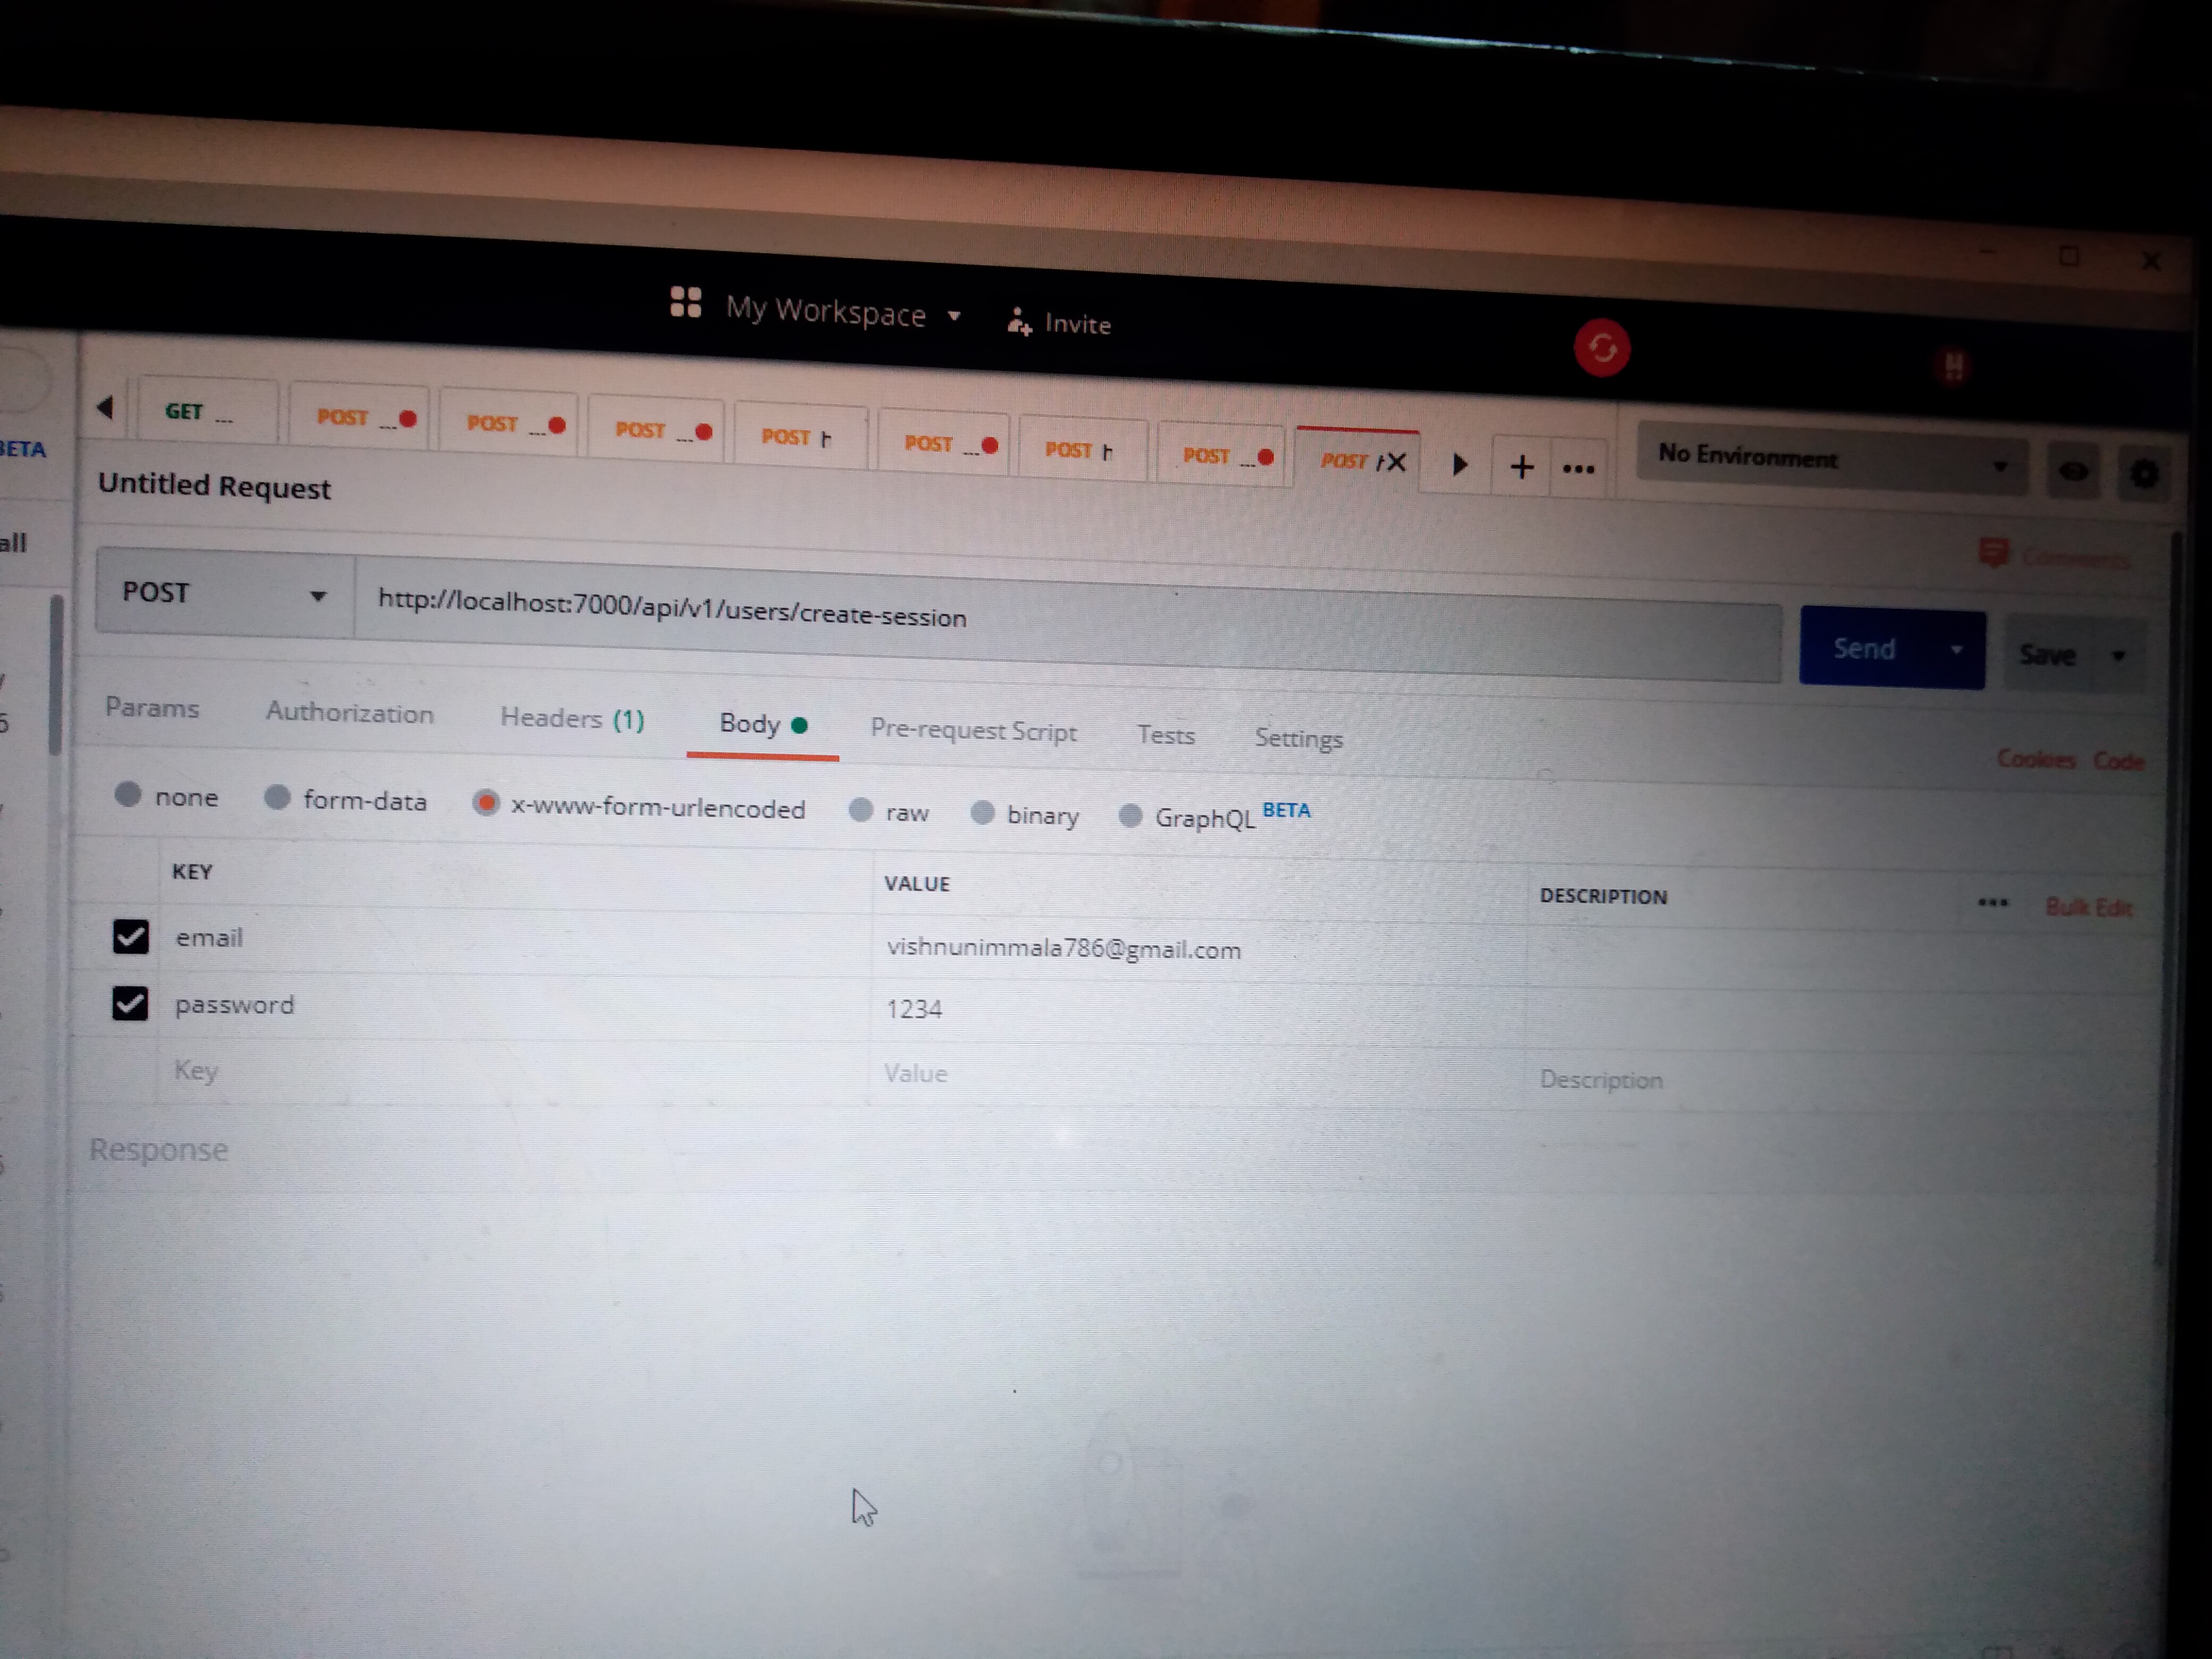 My Workspace Invite
GET ... POST ... POST ... POST ... POST h POST ... POST h POST ... POST No Environment
BETA
Untitled Request
all
Comments
POST http://localhost:7000/api/v1/users/create-session Send Save
Params Authorization Headers (1) Body Pre-request Script Tests Settings Cookies Code
none form-data x-www-form-urlencoded raw binary GraphQL BETA
KEY VALUE DESCRIPTION ... Bulk Edit
email vishnunimmala786@gmail.com
password 1234
Key Value Description
Response